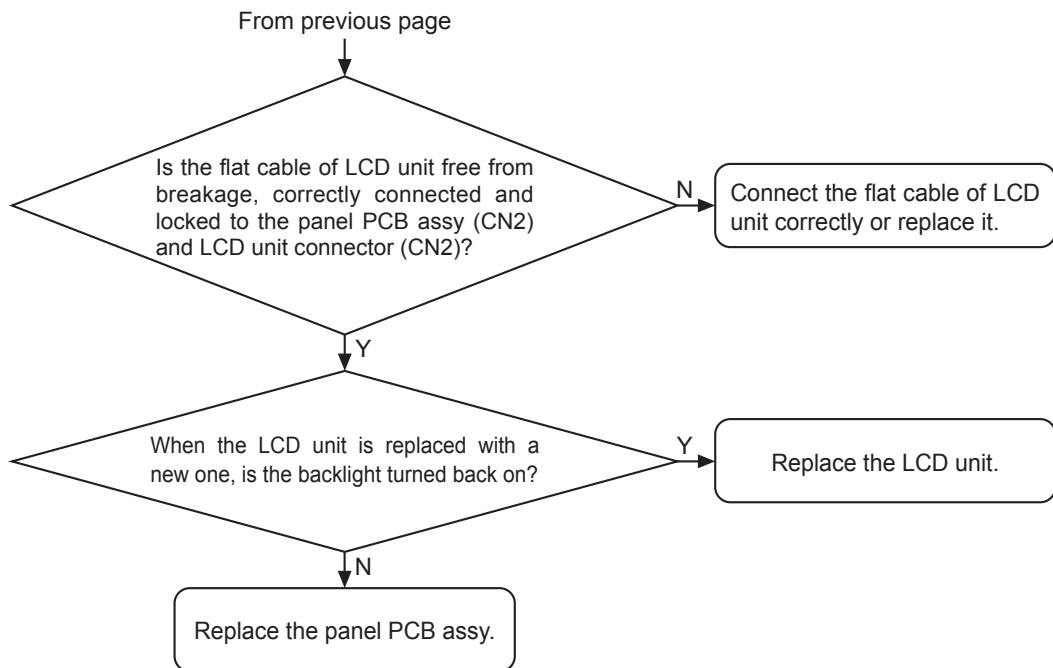 From previous page
Is the flat cable of LCD unit free from
breakage, correctly connected and
locked to the panel PCB assy (CN2)
and LCD unit connector (CN2)?
N
Connect the flat cable of LCD
unit correctly or replace it.
Y
When the LCD unit is replaced with a
new one, is the backlight turned back on?
Y
Replace the LCD unit.
N
Replace the panel PCB assy.